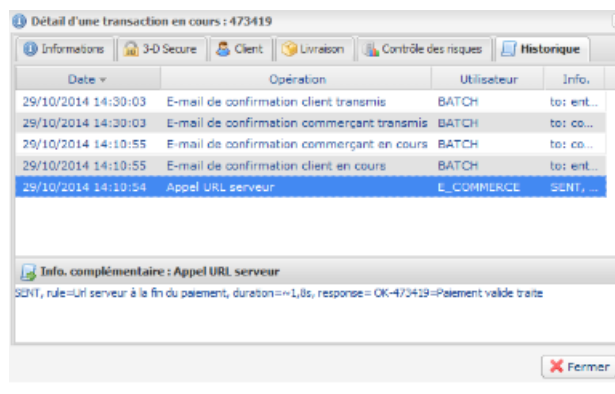 Détail d'une transaction en cours : 473419
Informations 3-D Secure Client Livraison Contrôle des risques Historique
Date Opération Utilisateur Info.
29/10/2014 14:30:03 E-mail de confirmation client transmis BATCH to: ent...
29/10/2014 14:30:03 E-mail de confirmation commerçant transmis BATCH to: co...
29/10/2014 14:10:55 E-mail de confirmation commerçant en cours BATCH to: co...
29/10/2014 14:10:55 E-mail de confirmation client en cours BATCH to: ent...
29/10/2014 14:10:54 Appel URL serveur E_COMMERCE SENT, ...
Info. complémentaire : Appel URL serveur
SENT, rule=Url serveur à la fin du paiement, duration=~1,8s, response= OK-473419=Paiement valide traite
Fermer